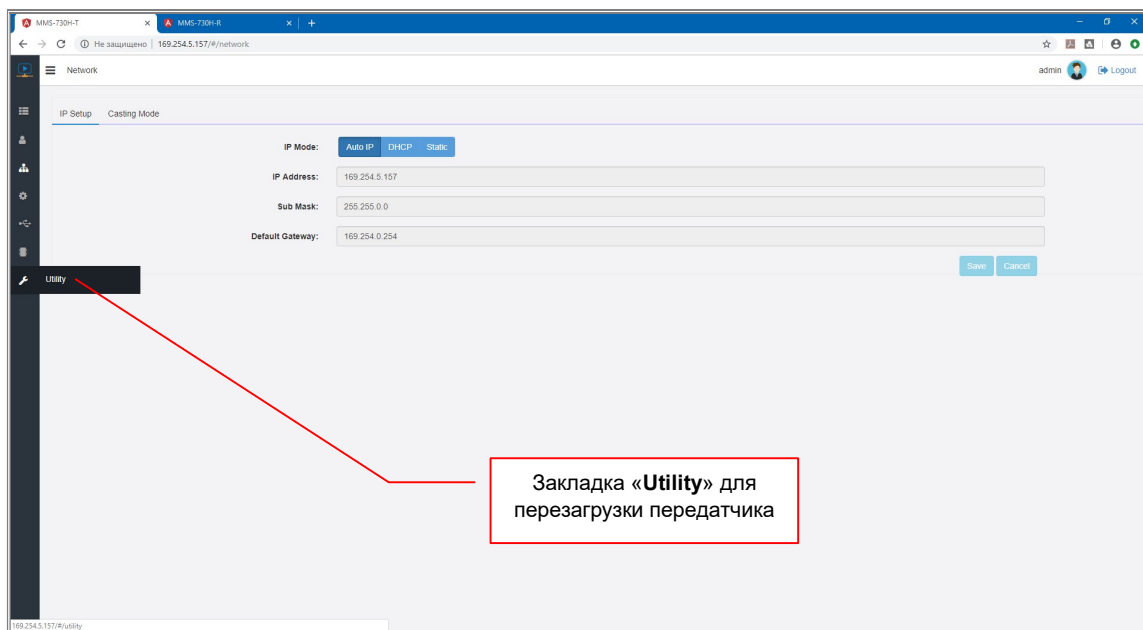 MMS-730H-T
MMS-730H-R
Не защищено | 169.254.5.157/#/network
Network
admin
Logout
IP Setup Casting Mode
IP Mode: Auto IP DHCP Static
IP Address: 169.254.5.157
Sub Mask: 255.255.0.0
Default Gateway: 169.254.0.254
Save Cancel
Utility
Закладка «Utility» для
перезагрузки передатчика
169.254.5.157/#/utility